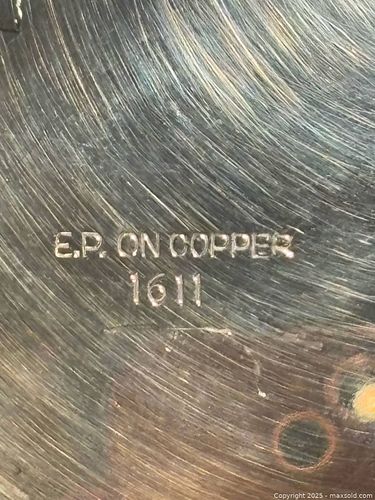 E.P. ON COPPER
1611
Copyright 2025 - maxsold.com